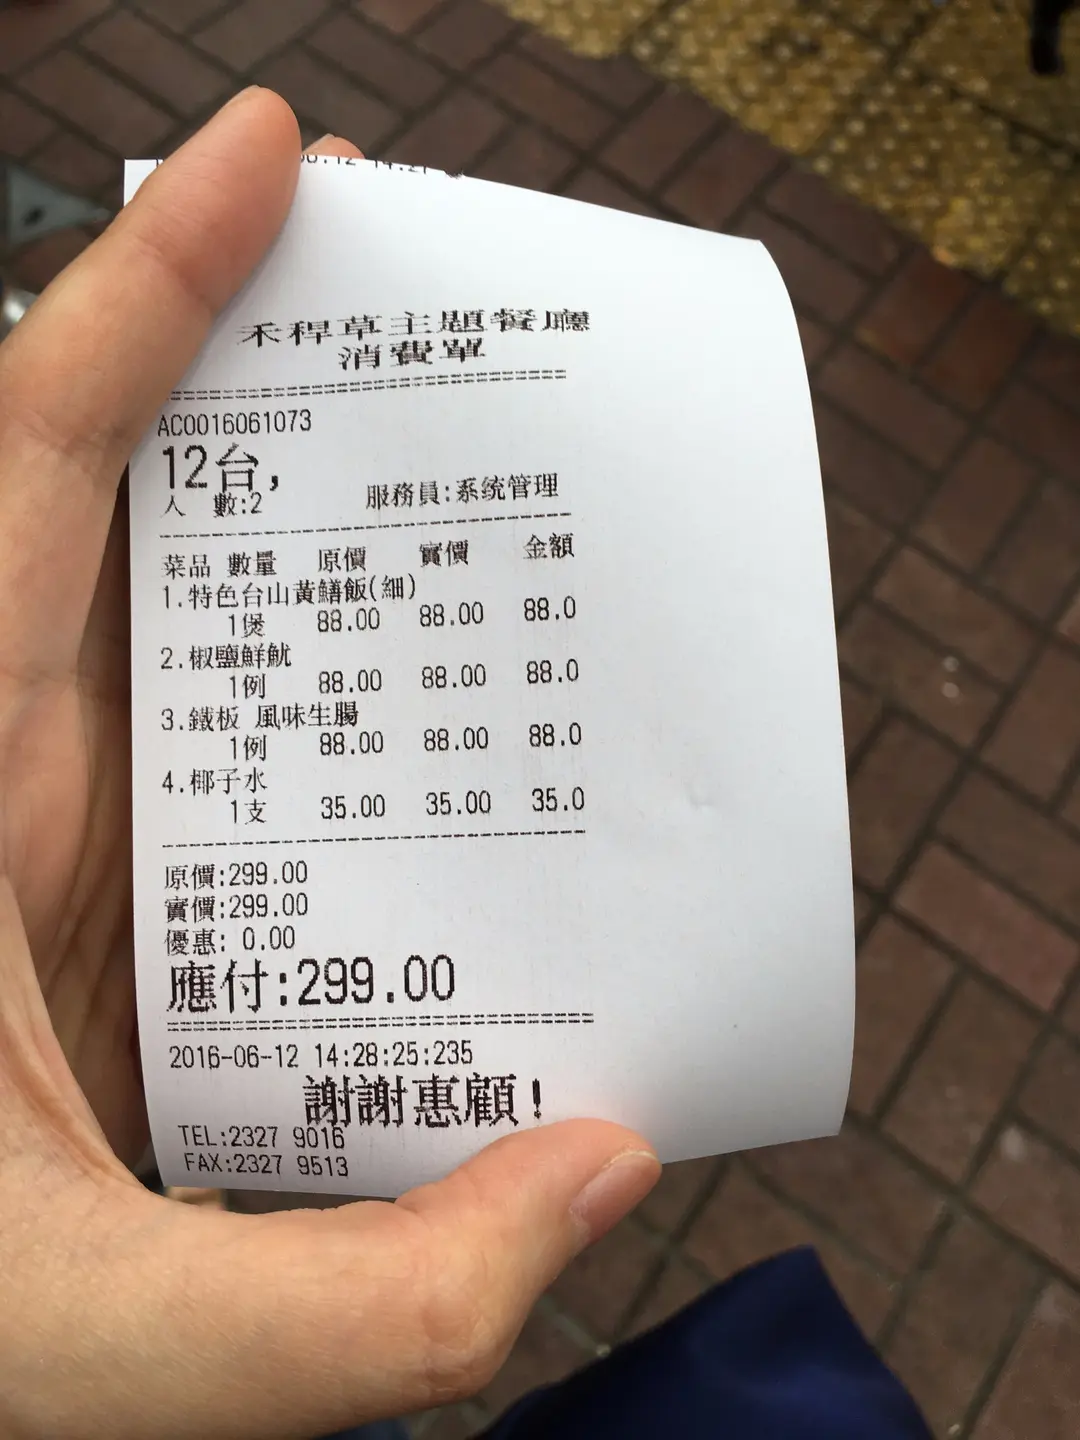 禾稈草主題餐廳
消費單
AC0016061073
12台,
人 數:2 服務員:系统管理
菜品 數量 原價 實價 金額
1.特色台山黃鱔飯(細)
1煲 88.00 88.00 88.0
2.椒鹽鮮魷
1例 88.00 88.00 88.0
3.鐵板 風味生腸
1例 88.00 88.00 88.0
4.椰子水
1支 35.00 35.00 35.0
原價:299.00
實價:299.00
優惠: 0.00
應付:299.00
2016-06-12 14:28:25:235
謝謝惠顧!
TEL:2327 9016
FAX:2327 9513